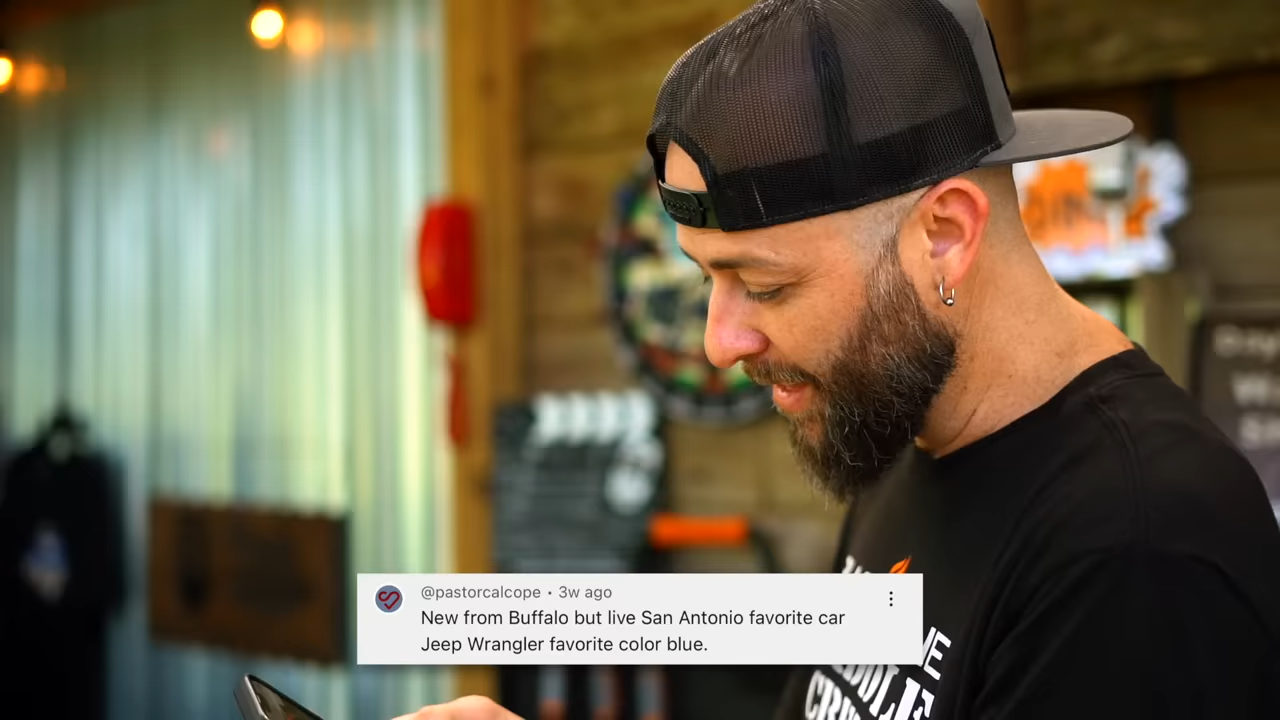 @pastorcalcope • 3w ago
New from Buffalo but live San Antonio favorite car
Jeep Wrangler favorite color blue.